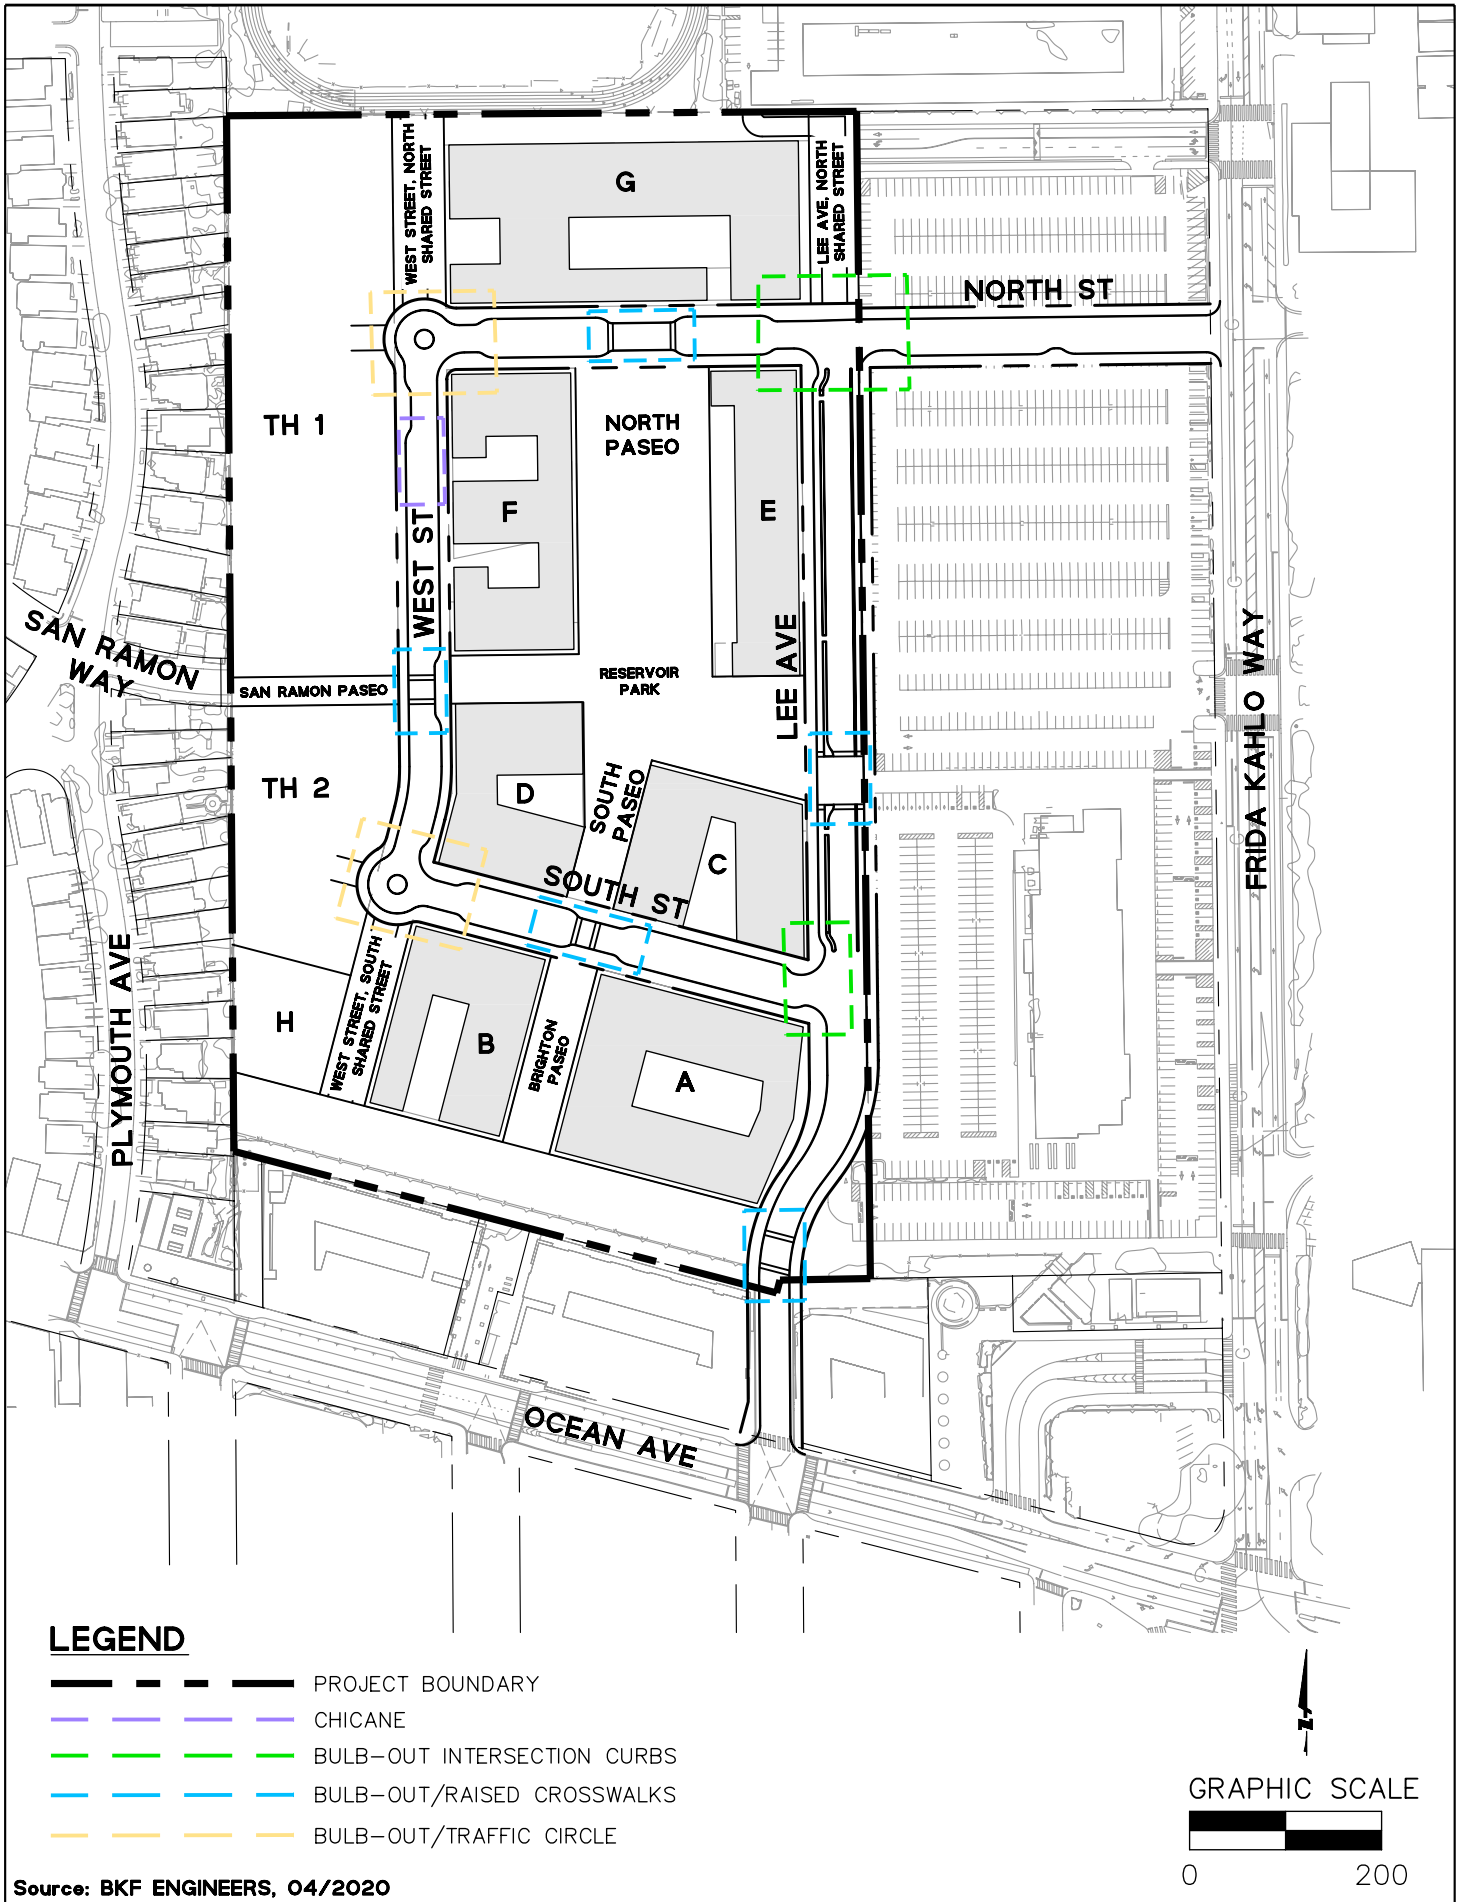 WEST STREET, NORTH
SHARED STREET
G
LEE AVE, NORTH
SHARED STREET
NORTH ST
TH 1
NORTH
PASEO
F
E
WEST ST
SAN RAMON
WAY
SAN RAMON PASEO
RESERVOIR
PARK
LEE AVE
FRIDA KAHLO WAY
TH 2
D
SOUTH
PASEO
C
SOUTH ST
PLYMOUTH AVE
H
WEST STREET, SOUTH
SHARED STREET
B
BRIGHTON
PASEO
A
OCEAN AVE
LEGEND
PROJECT BOUNDARY
CHICANE
BULB-OUT INTERSECTION CURBS
BULB-OUT/RAISED CROSSWALKS
BULB-OUT/TRAFFIC CIRCLE
Z
GRAPHIC SCALE
0 200
Source: BKF ENGINEERS, 04/2020